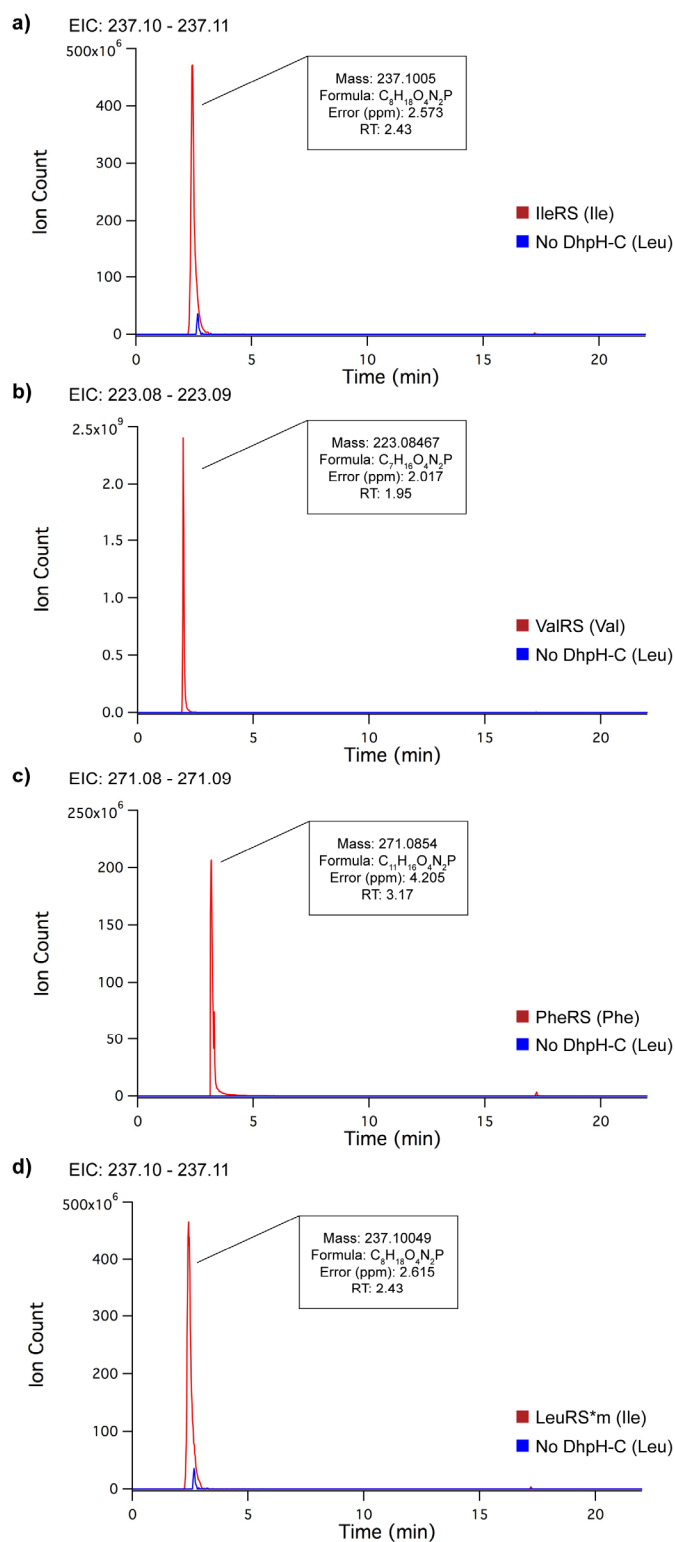 a) EIC: 237.10 - 237.11
500x10⁶
400
300
200
100
0
Ion Count
Mass: 237.1005
Formula: C₈H₁₈O₄N₂P
Error (ppm): 2.573
RT: 2.43
IleRS (Ile)
No DhpH-C (Leu)
0 5 10 15 20
Time (min)
b) EIC: 223.08 - 223.09
2.5x10⁹
2.0
1.5
1.0
0.5
0.0
Ion Count
Mass: 223.08467
Formula: C₇H₁₆O₄N₂P
Error (ppm): 2.017
RT: 1.95
ValRS (Val)
No DhpH-C (Leu)
0 5 10 15 20
Time (min)
c) EIC: 271.08 - 271.09
250x10⁶
200
150
100
50
0
Ion Count
Mass: 271.0854
Formula: C₁₁H₁₆O₄N₂P
Error (ppm): 4.205
RT: 3.17
PheRS (Phe)
No DhpH-C (Leu)
0 5 10 15 20
Time (min)
d) EIC: 237.10 - 237.11
500x10⁶
400
300
200
100
0
Ion Count
Mass: 237.10049
Formula: C₈H₁₈O₄N₂P
Error (ppm): 2.615
RT: 2.43
LeuRS*m (Ile)
No DhpH-C (Leu)
0 5 10 15 20
Time (min)